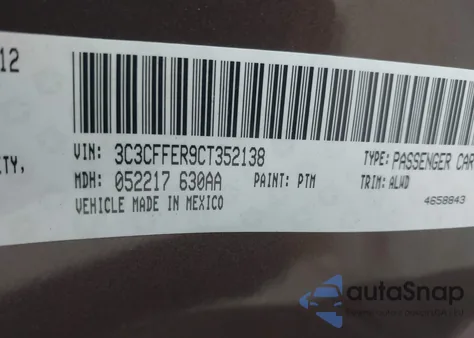 12
ITY,
VIN: 3C3CFFER9CT352138
TYPE: PASSENGER CAR
MDH: 052217 630AA
PAINT: PTM
TRIM: ALWD
VEHICLE MADE IN MEXICO
4658843
autoSnap